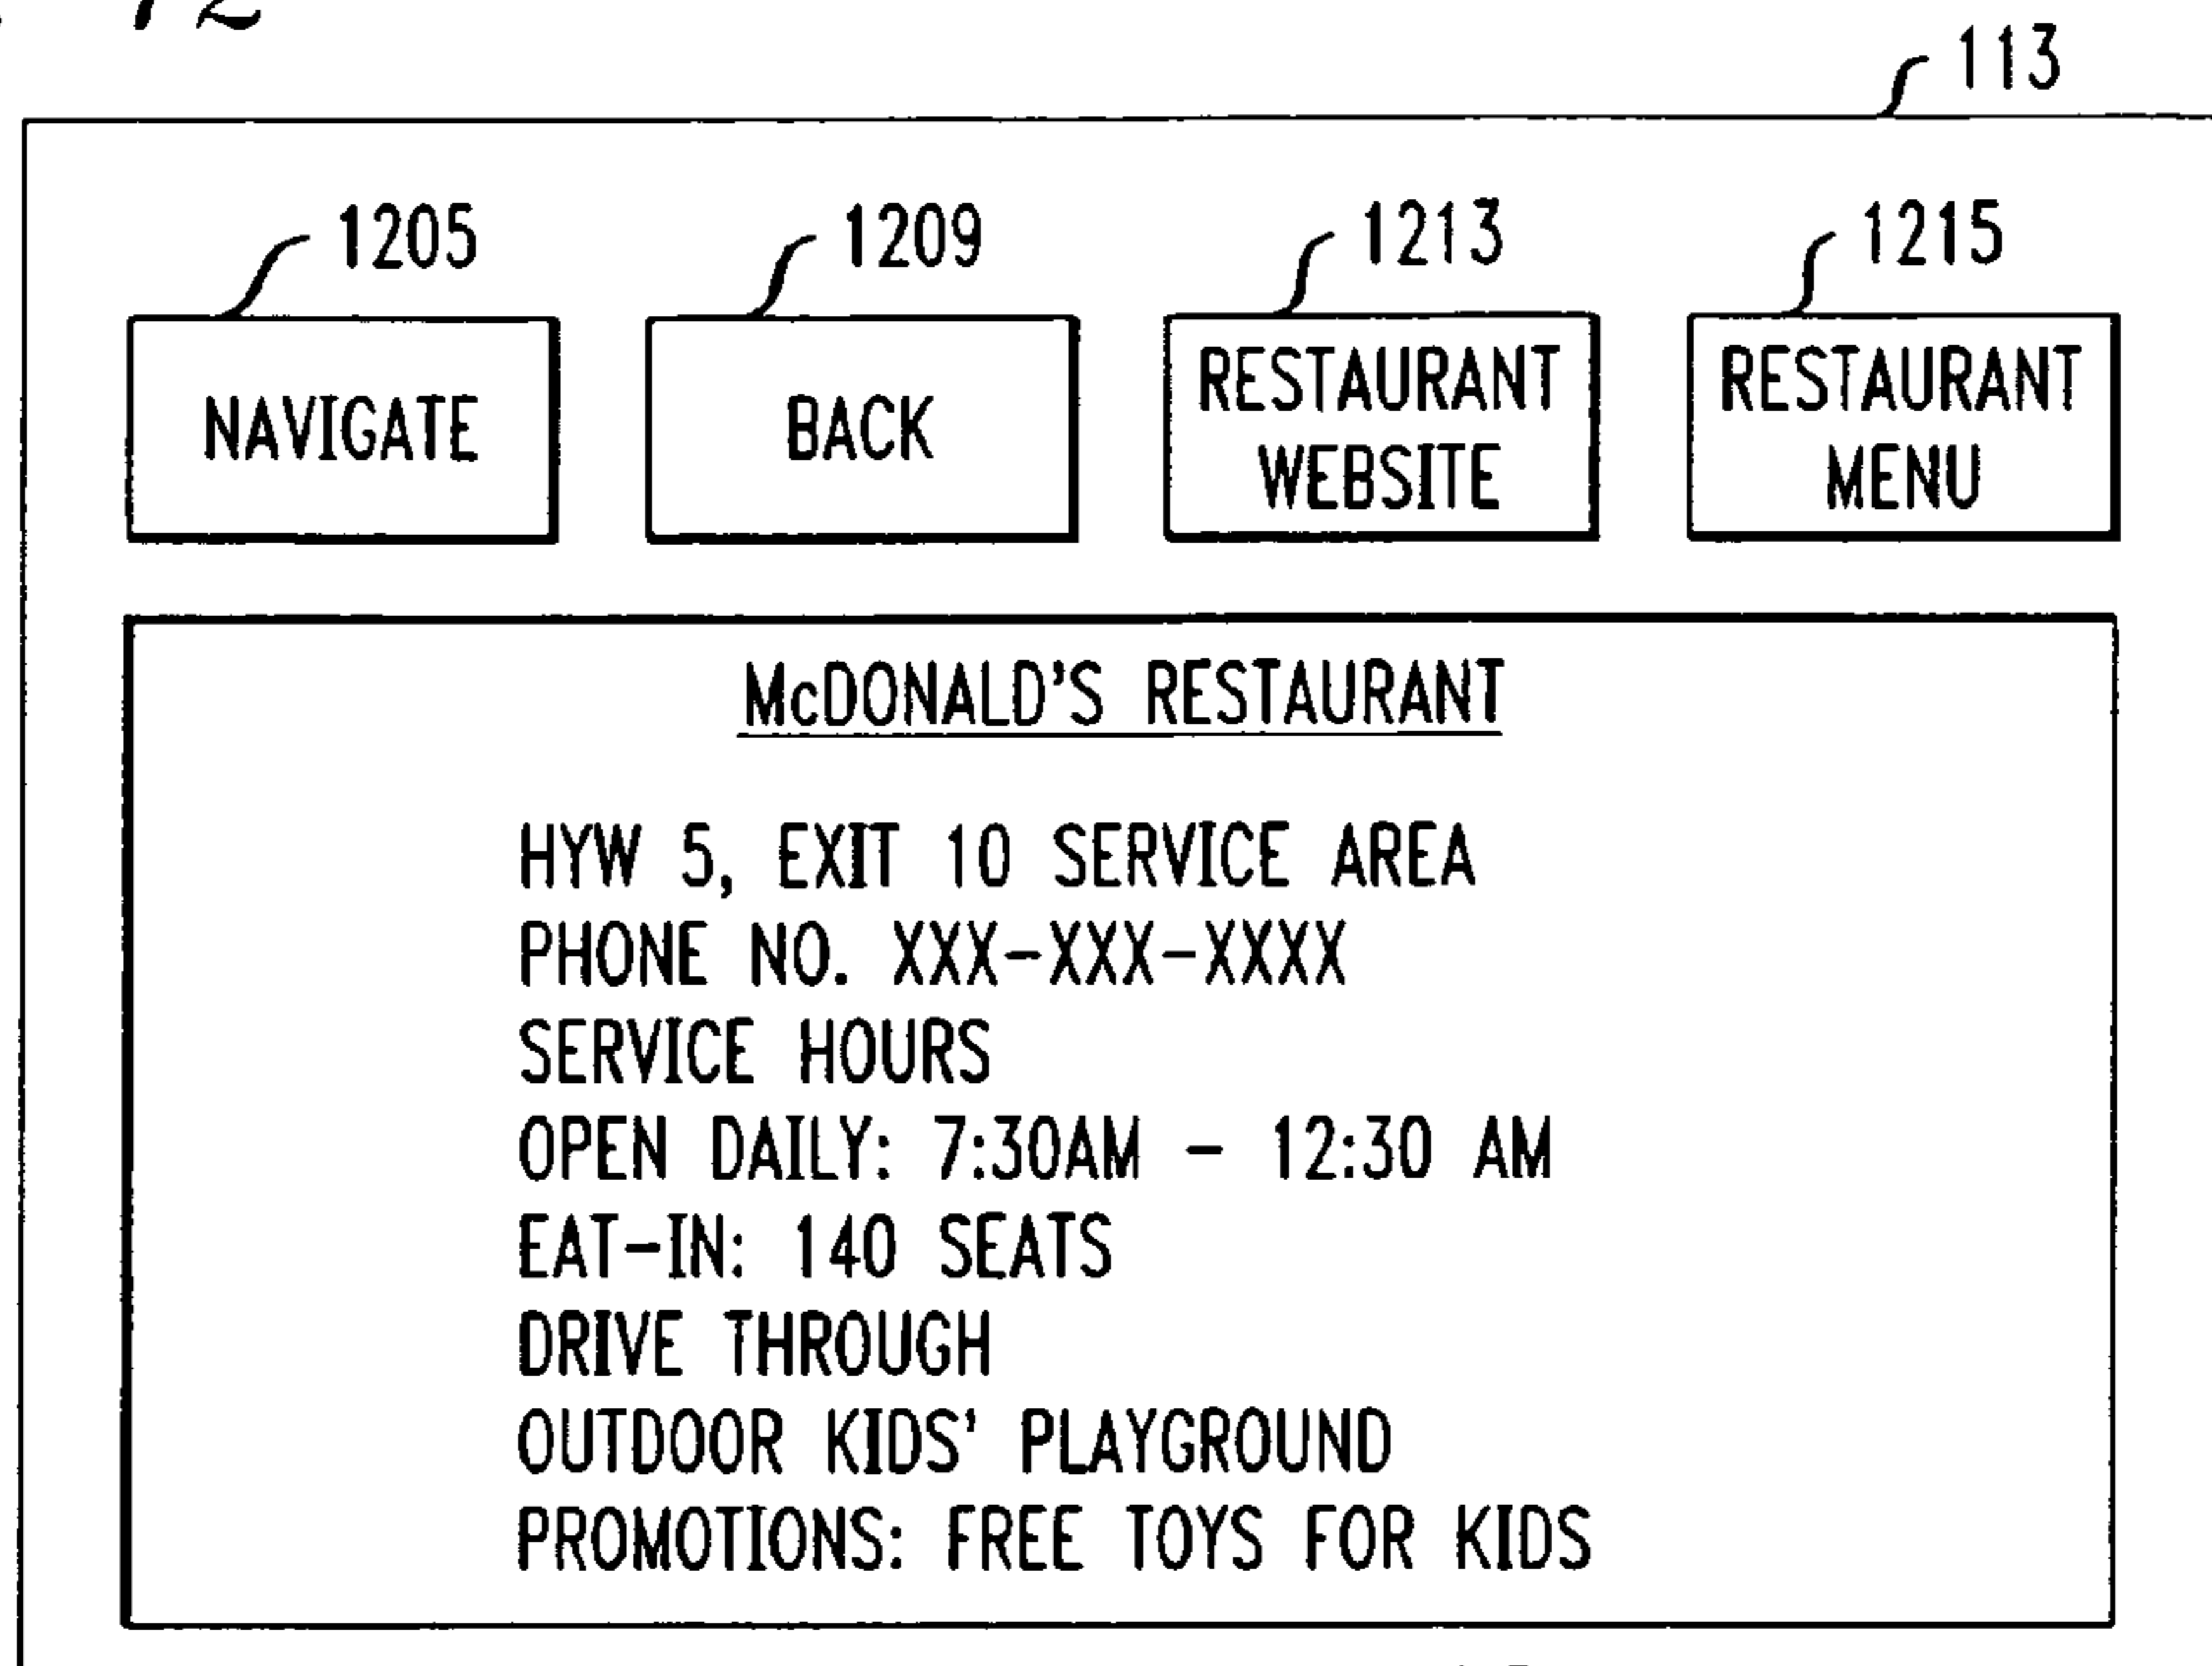 12
113
1205 1209 1213 1215
NAVIGATE
BACK
RESTAURANT
WEBSITE
RESTAURANT
MENU
McDONALD'S RESTAURANT
HYW 5, EXIT 10 SERVICE AREA
PHONE NO. XXX-XXX-XXXX
SERVICE HOURS
OPEN DAILY: 7:30AM - 12:30 AM
EAT-IN: 140 SEATS
DRIVE THROUGH
OUTDOOR KIDS' PLAYGROUND
PROMOTIONS: FREE TOYS FOR KIDS